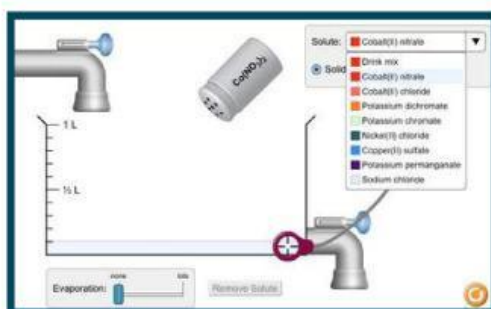 Solute: Cobalt(II) nitrate
Drink mix
Cobalt(II) nitrate
Cobalt(II) chloride
Potassium dichromate
Potassium chromate
Nickel(II) chloride
Copper(II) sulfate
Potassium permanganate
Sodium chloride
Solid
Co(NO₃)₂
1 L
½ L
none
lots
Evaporation:
Remove Solute